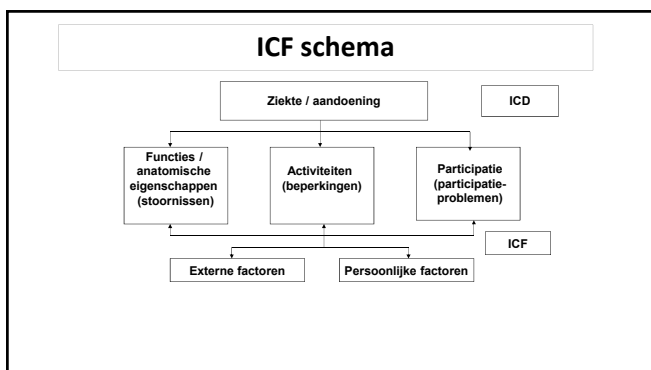 ICF schema
Ziekte / aandoening
ICD
Functies /
anatomische
eigenschappen
(stoornissen)
Activiteiten
(beperkingen)
Participatie
(participatie-
problemen)
ICF
Externe factoren
Persoonlijke factoren